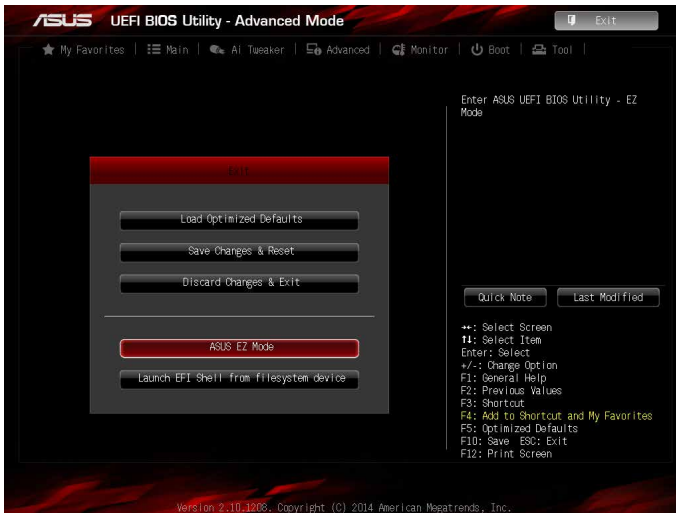 ASUS UEFI BIOS Utility - Advanced Mode
Exit
My Favorites | Main | Ai Tweaker | Advanced | Monitor | Boot | Tool |
Enter ASUS UEFI BIOS Utility - EZ
Mode
Exit
Load Optimized Defaults
Save Changes & Reset
Discard Changes & Exit
ASUS EZ Mode
Launch EFI Shell from filesystem device
Quick Note
Last Modified
→←: Select Screen
↑↓: Select Item
Enter: Select
+/-: Change Option
F1: General Help
F2: Previous Values
F3: Shortcut
F4: Add to Shortcut and My Favorites
F5: Optimized Defaults
F10: Save ESC: Exit
F12: Print Screen
Version 2.10.1208. Copyright (C) 2014 American Megatrends, Inc.